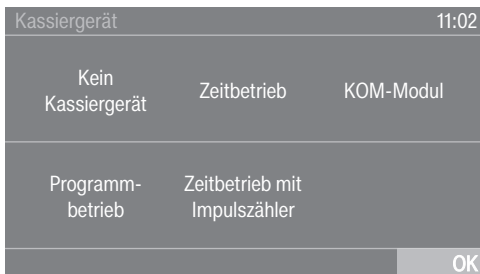 Kassiergerät 11:02
Kein
Kassiergerät
Zeitbetrieb
KOM-Modul
Programm-
betrieb
Zeitbetrieb mit
Impulszähler
OK